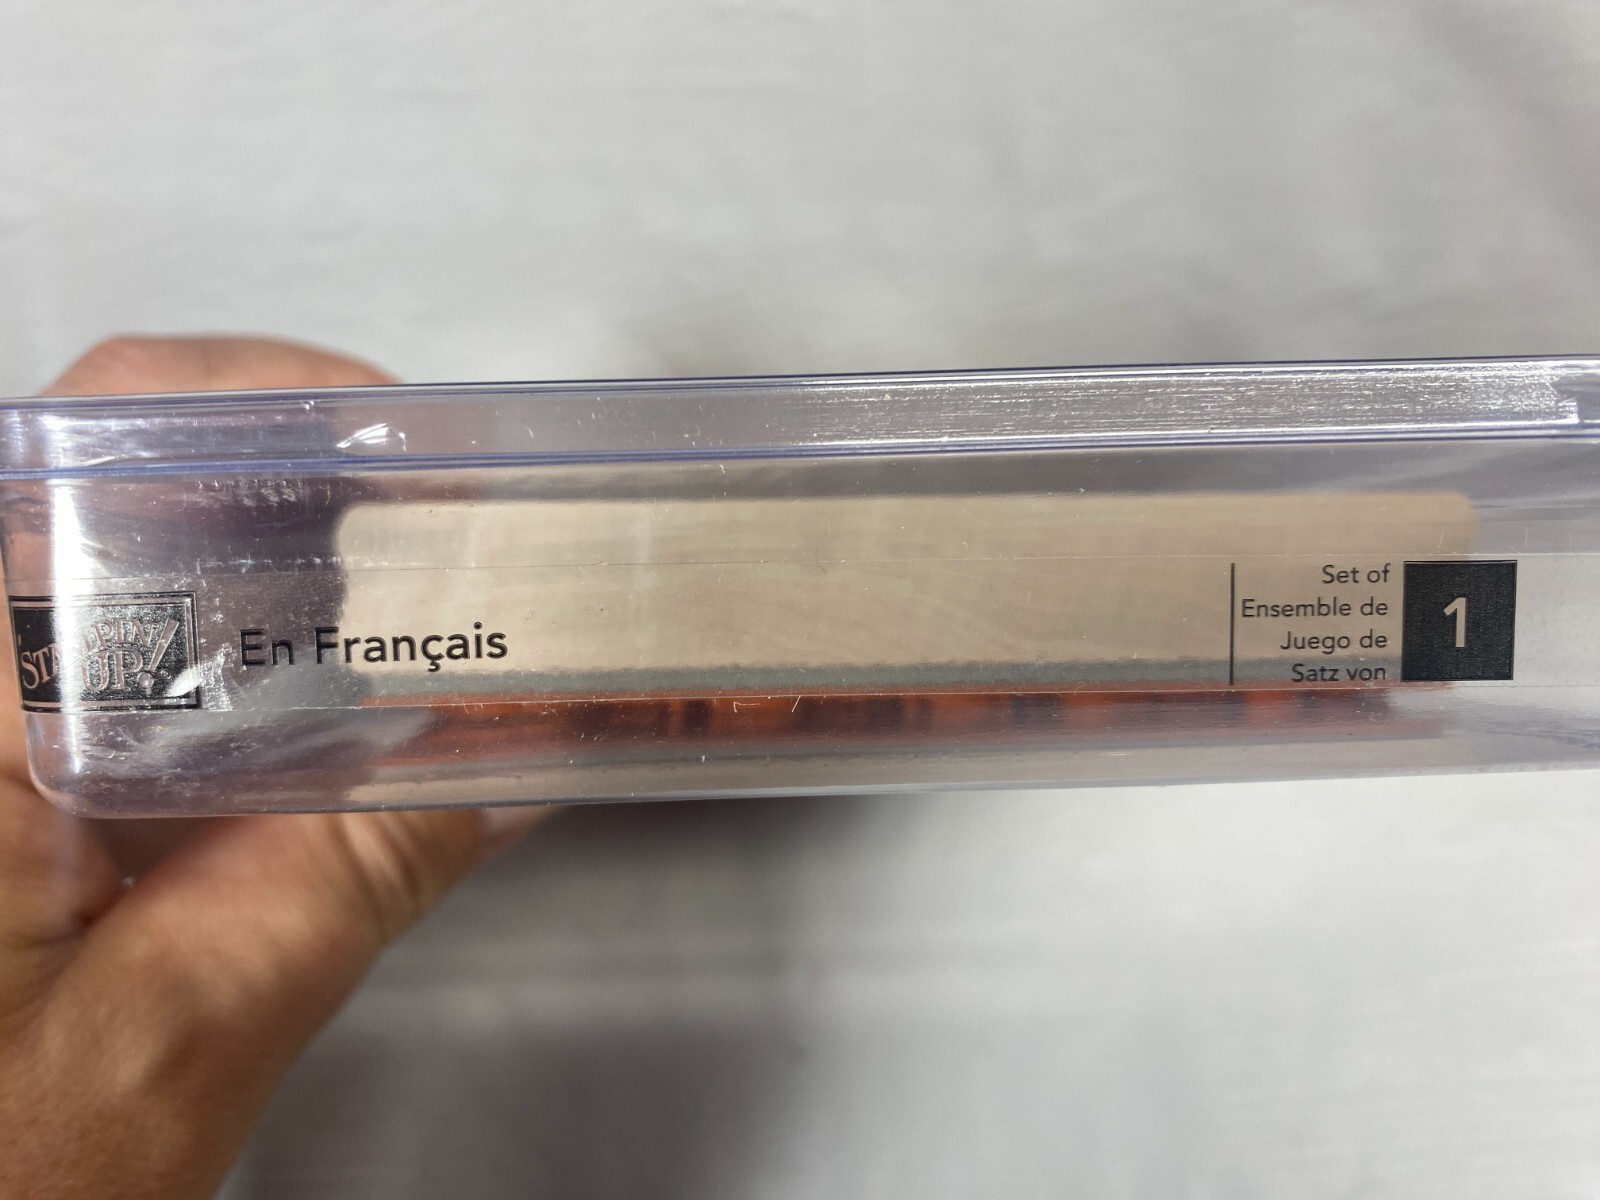 STAMPIN'
UP!
En Français
Set of
Ensemble de
Juego de
Satz von
1